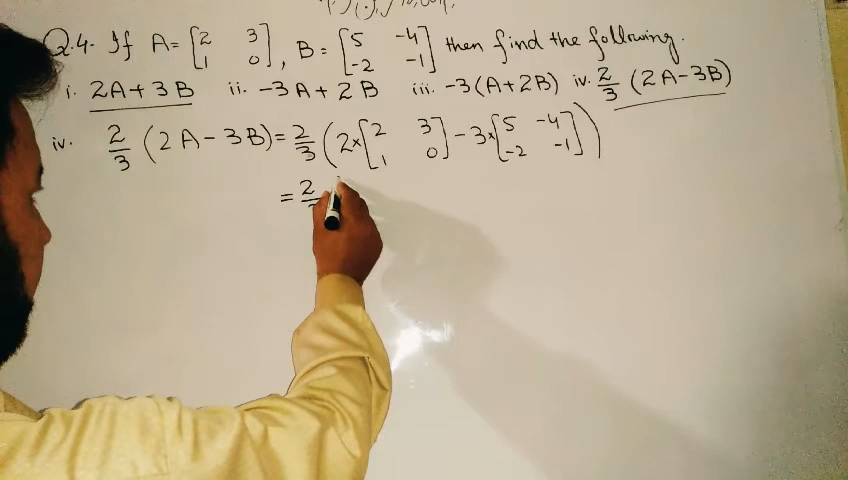 Q.4. If A = [2 3 1 0], B = [5 -4 -2 -1] then find the following.
i. 2A+3B ii. -3A+2B iii. -3(A+2B) iv. 2/3 (2A-3B)
iv. 2/3 (2A-3B) = 2/3 (2×[2 3 1 0] - 3×[5 -4 -2 -1])
= 2